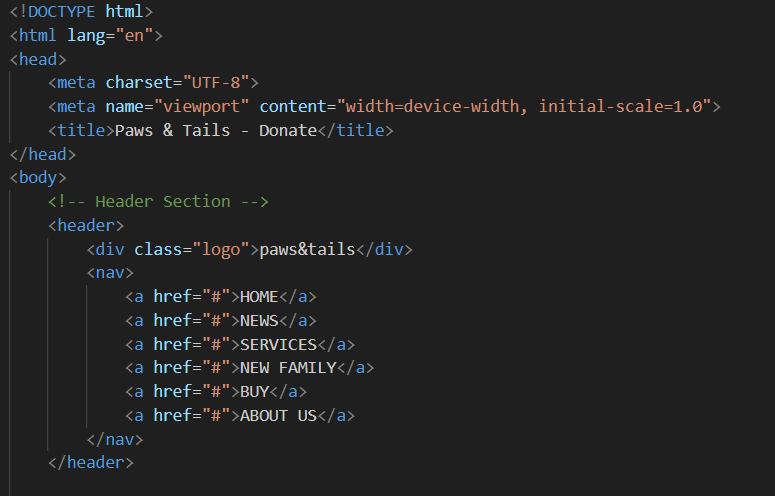 <!DOCTYPE html>
<html lang="en">
<head>
    <meta charset="UTF-8">
    <meta name="viewport" content="width=device-width, initial-scale=1.0">
    <title>Paws & Tails - Donate</title>
</head>
<body>
    <!-- Header Section -->
    <header>
        <div class="logo">paws&tails</div>
        <nav>
            <a href="#">HOME</a>
            <a href="#">NEWS</a>
            <a href="#">SERVICES</a>
            <a href="#">NEW FAMILY</a>
            <a href="#">BUY</a>
            <a href="#">ABOUT US</a>
        </nav>
    </header>